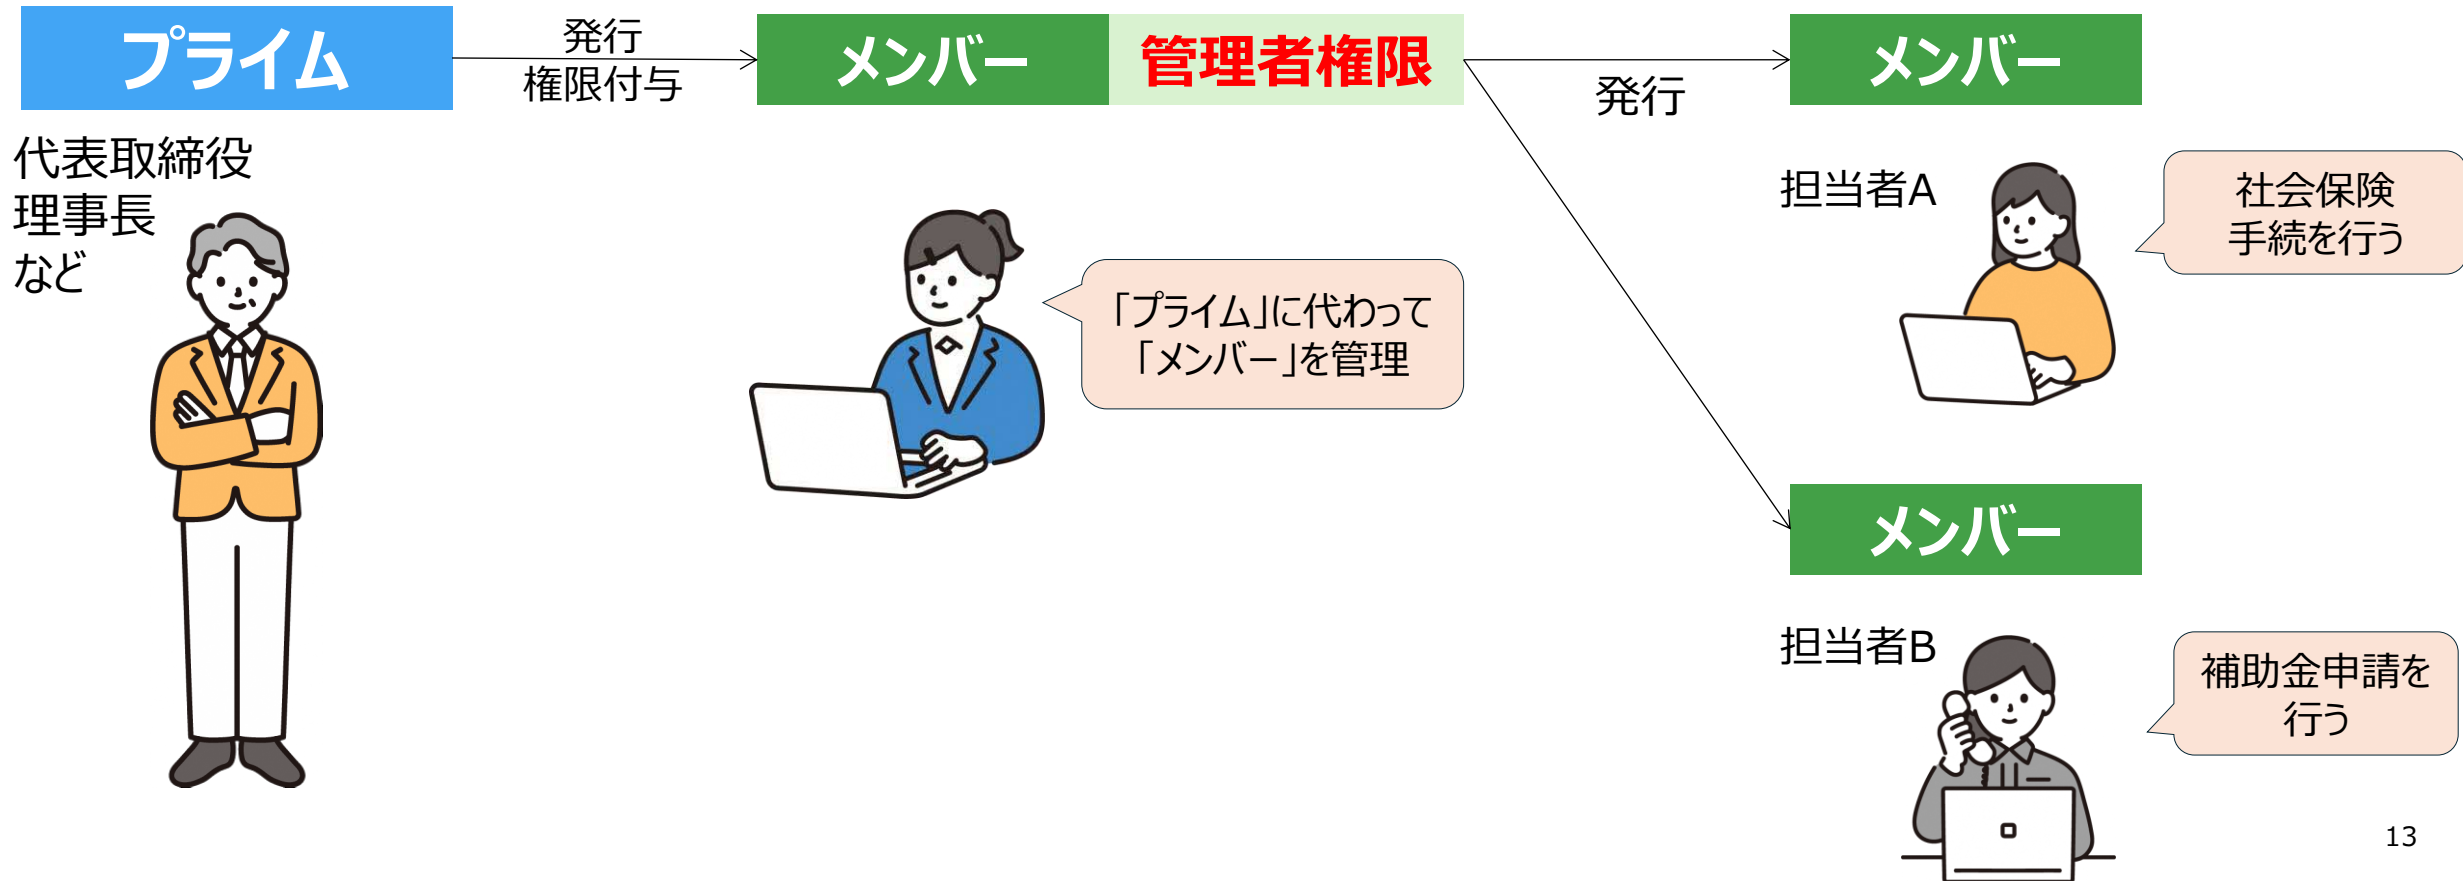 プライム
発行
権限付与
メンバー
管理者権限
発行
メンバー
代表取締役
理事長
など
「プライム」に代わって
「メンバー」を管理
担当者A
社会保険
手続を行う
メンバー
担当者B
補助金申請を
行う
13